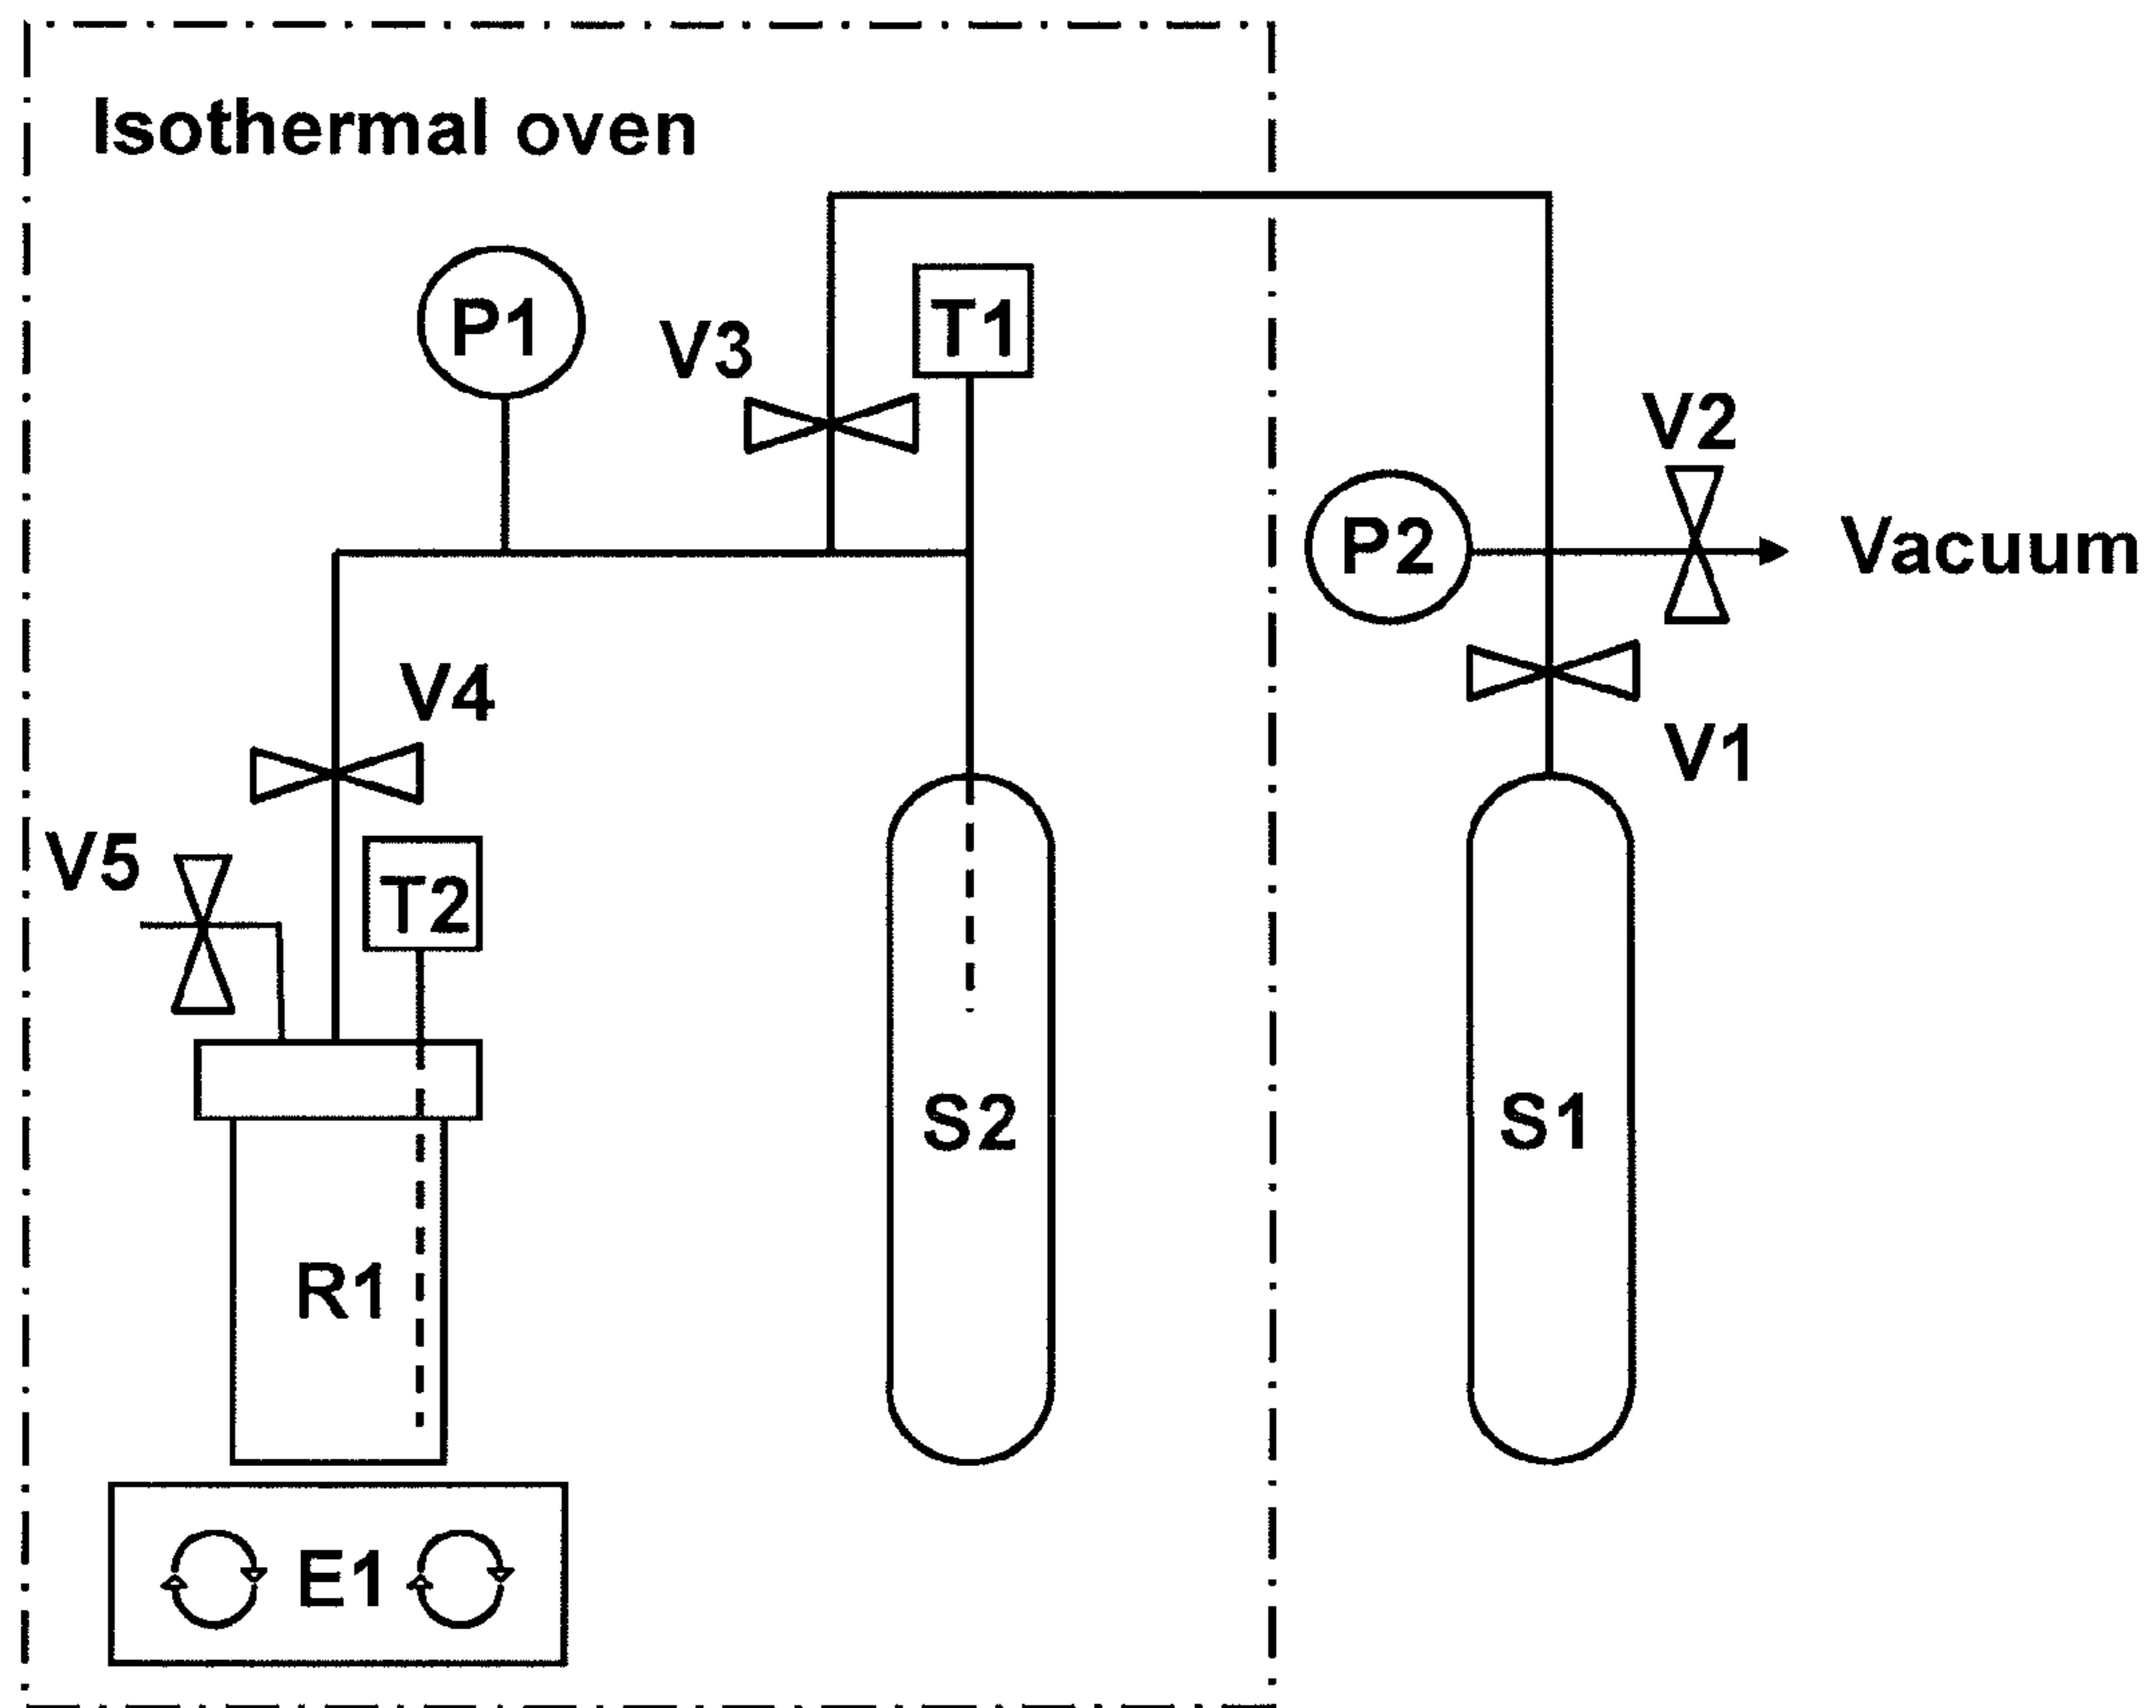 Isothermal oven
P1
V3
T1
V2
P2
Vacuum
V4
V1
V5
T2
S2
S1
R1
E1